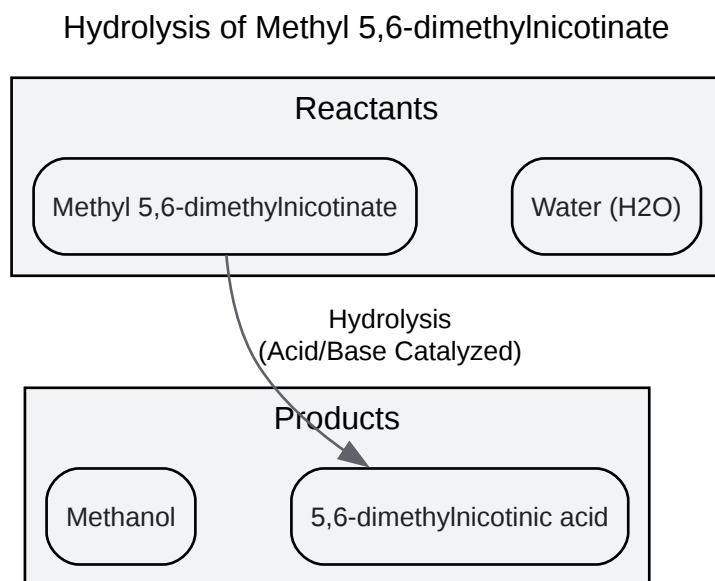 Hydrolysis of Methyl 5,6-dimethylnicotinate
Reactants
Methyl 5,6-dimethylnicotinate
Water (H2O)
Hydrolysis
(Acid/Base Catalyzed)
Products
Methanol
5,6-dimethylnicotinic acid